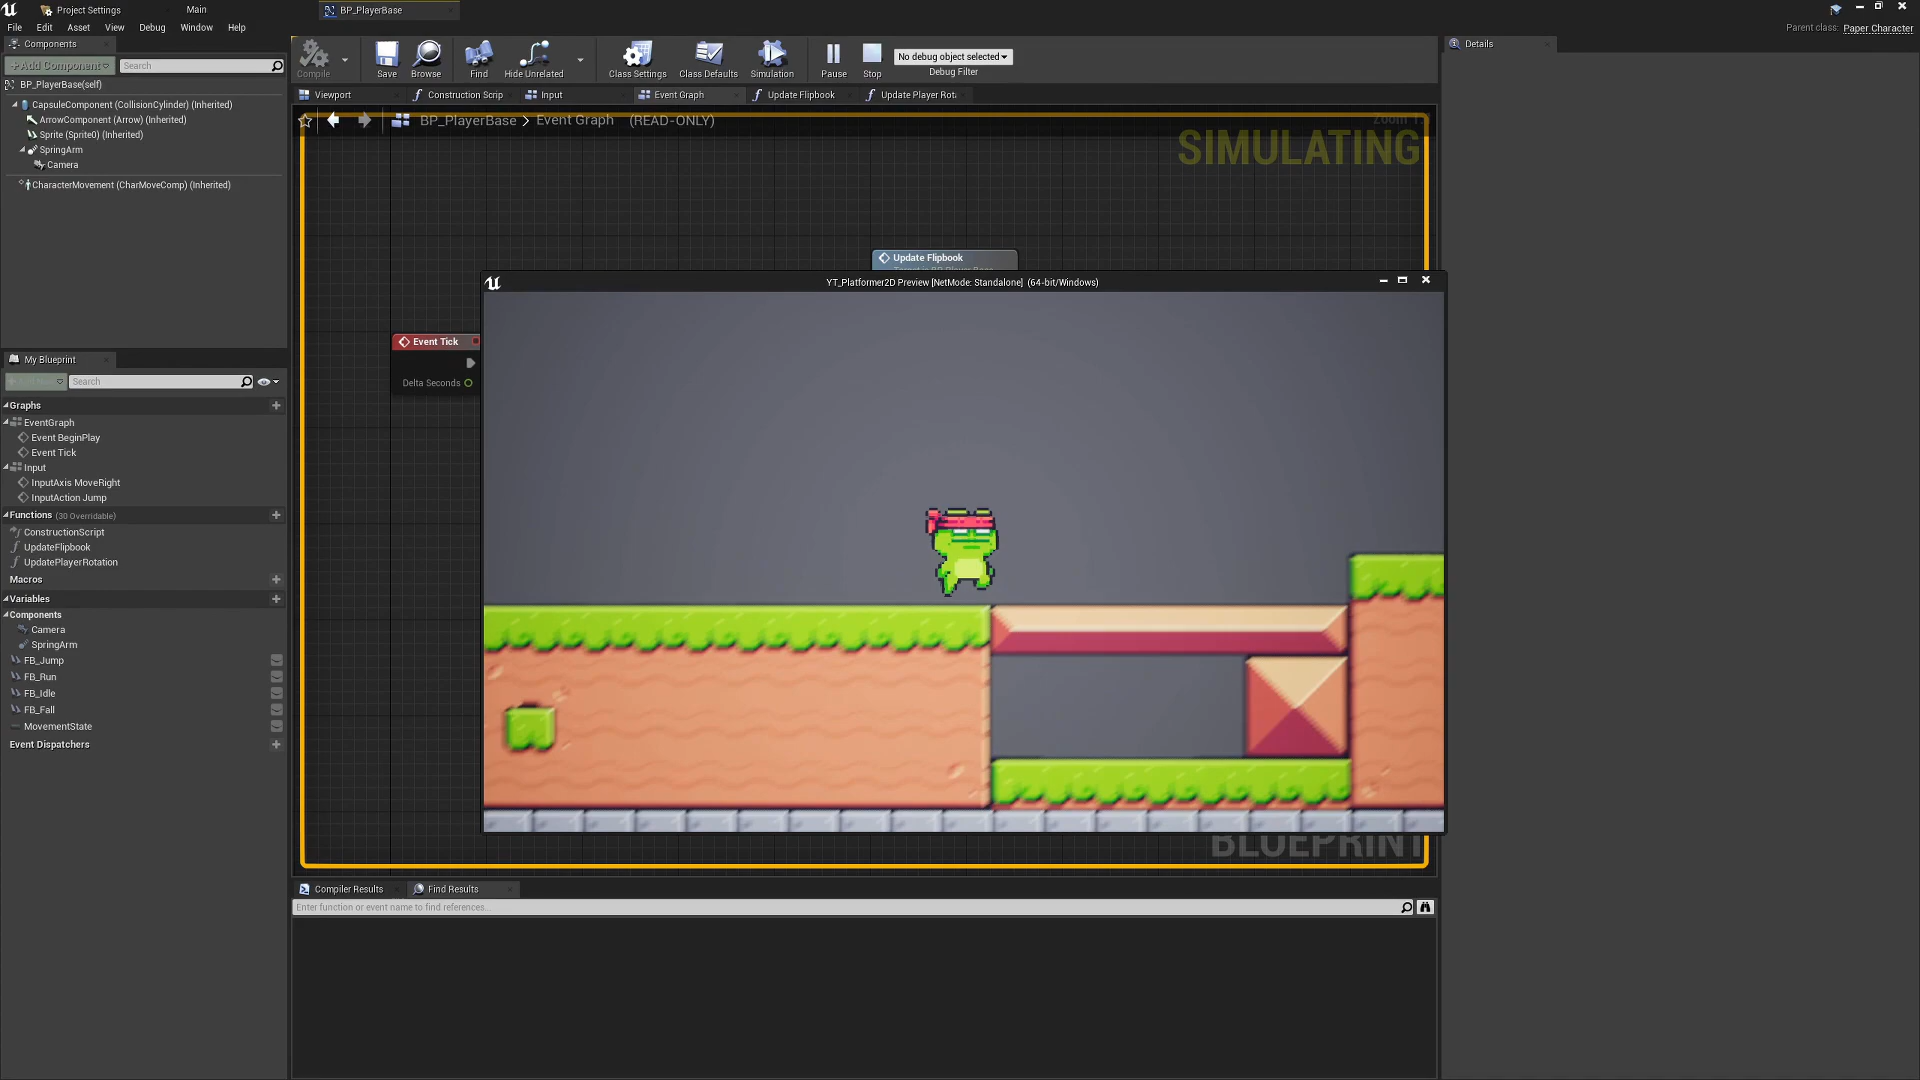 Project Settings
Main
BP_PlayerBase
File
Edit
Asset
View
Debug
Window
Help
Parent class:
Paper Character
Components
Details
+Add Component
Search
BP_PlayerBase(self)
CapsuleComponent (CollisionCylinder) (Inherited)
ArrowComponent (Arrow) (Inherited)
Sprite (Sprite0) (Inherited)
SpringArm
Camera
CharacterMovement (CharMoveComp) (Inherited)
Compile
Save
Browse
Find
Hide Unrelated
Class Settings
Class Defaults
Simulation
Pause
Stop
No debug object selected
Debug Filter
Viewport
Construction Scrip
Input
Event Graph
Update Flipbook
Update Player Rot
BP_PlayerBase > Event Graph (READ-ONLY)
SIMULATING
Update Flipbook
YT_Platformer2D Preview [NetMode: Standalone] (64-bit/Windows)
Event Tick
Delta Seconds
BLUEPRINT
My Blueprint
Search
Graphs
EventGraph
Event BeginPlay
Event Tick
Input
InputAxis MoveRight
InputAction Jump
Functions (30 Overridable)
ConstructionScript
UpdateFlipbook
UpdatePlayerRotation
Macros
Variables
Components
Camera
SpringArm
FB_Jump
FB_Run
FB_Idle
FB_Fall
MovementState
Event Dispatchers
Compiler Results
Find Results
Enter function or event name to find references...